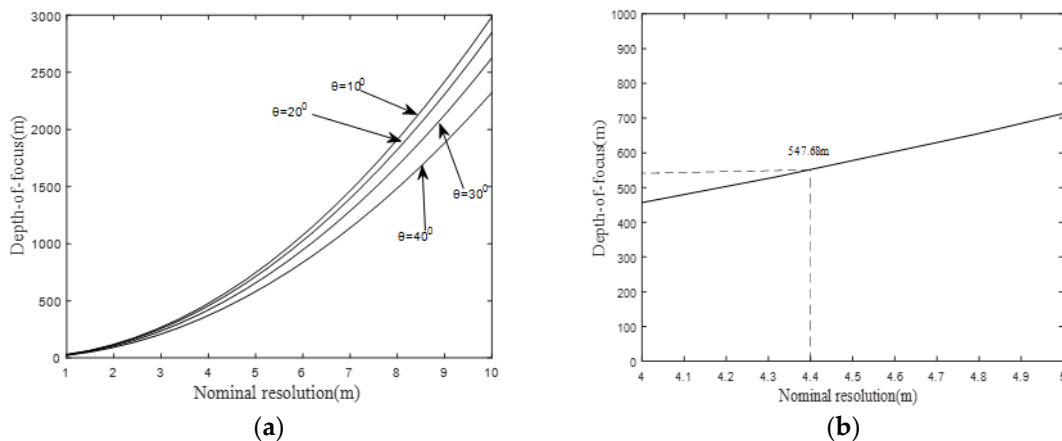 3000
2500
2000
1500
1000
500
0
Depth-of-focus(m)
θ=10⁰
θ=20⁰
θ=30⁰
θ=40⁰
1 2 3 4 5 6 7 8 9 10
Nominal resolution(m)
(a)
1000
900
800
700
600
500
400
300
200
100
0
Depth-of-focus(m)
547.68m
4 4.1 4.2 4.3 4.4 4.5 4.6 4.7 4.8 4.9 5
Nominal resolution(m)
(b)